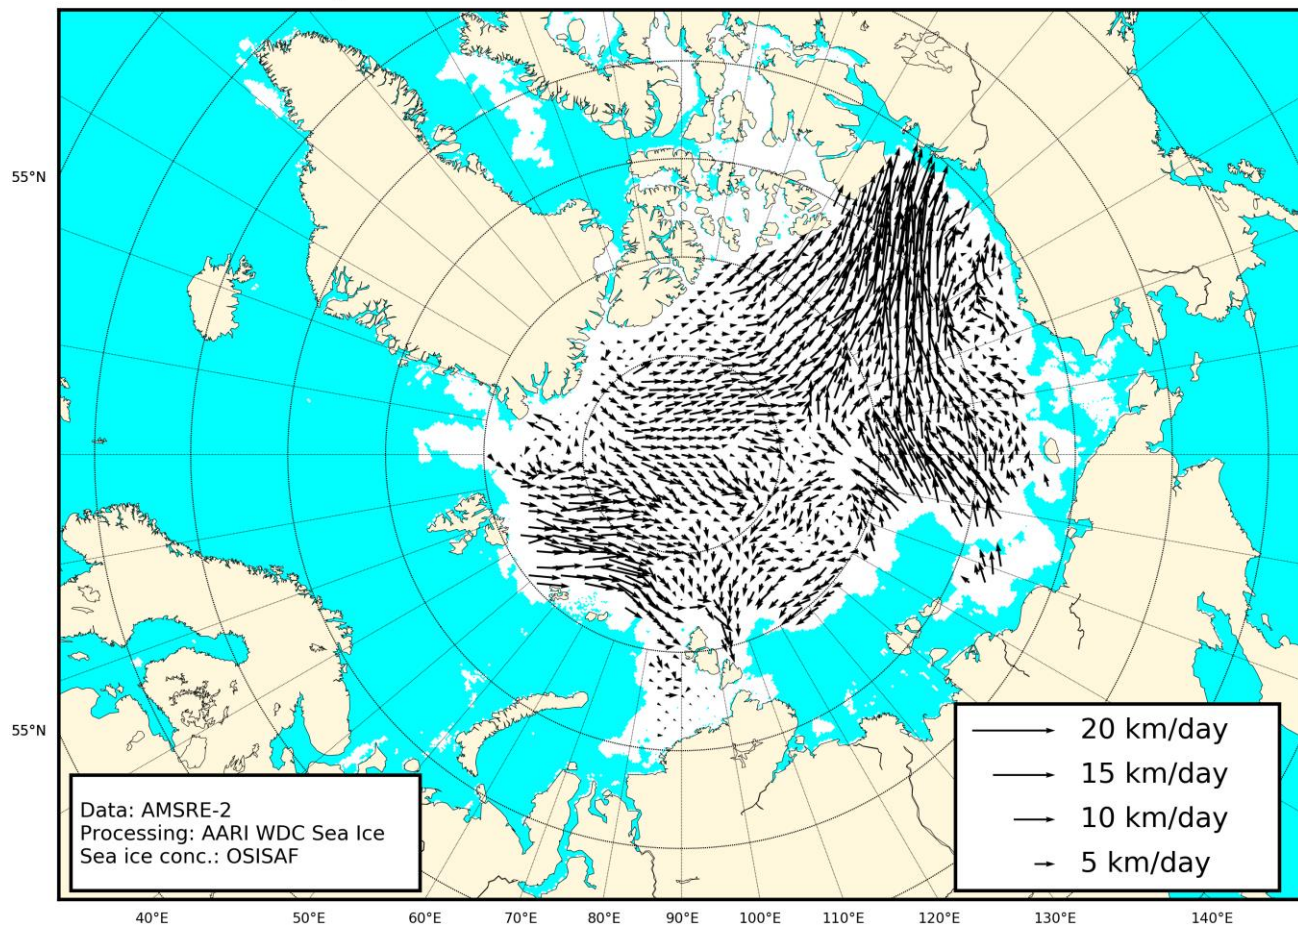 55°N
55°N
20 km/day
15 km/day
10 km/day
5 km/day
Data: AMSRE-2
Processing: AARI WDC Sea Ice
Sea ice conc.: OSISAF
40°E 50°E 60°E 70°E 80°E 90°E 100°E 110°E 120°E 130°E 140°E